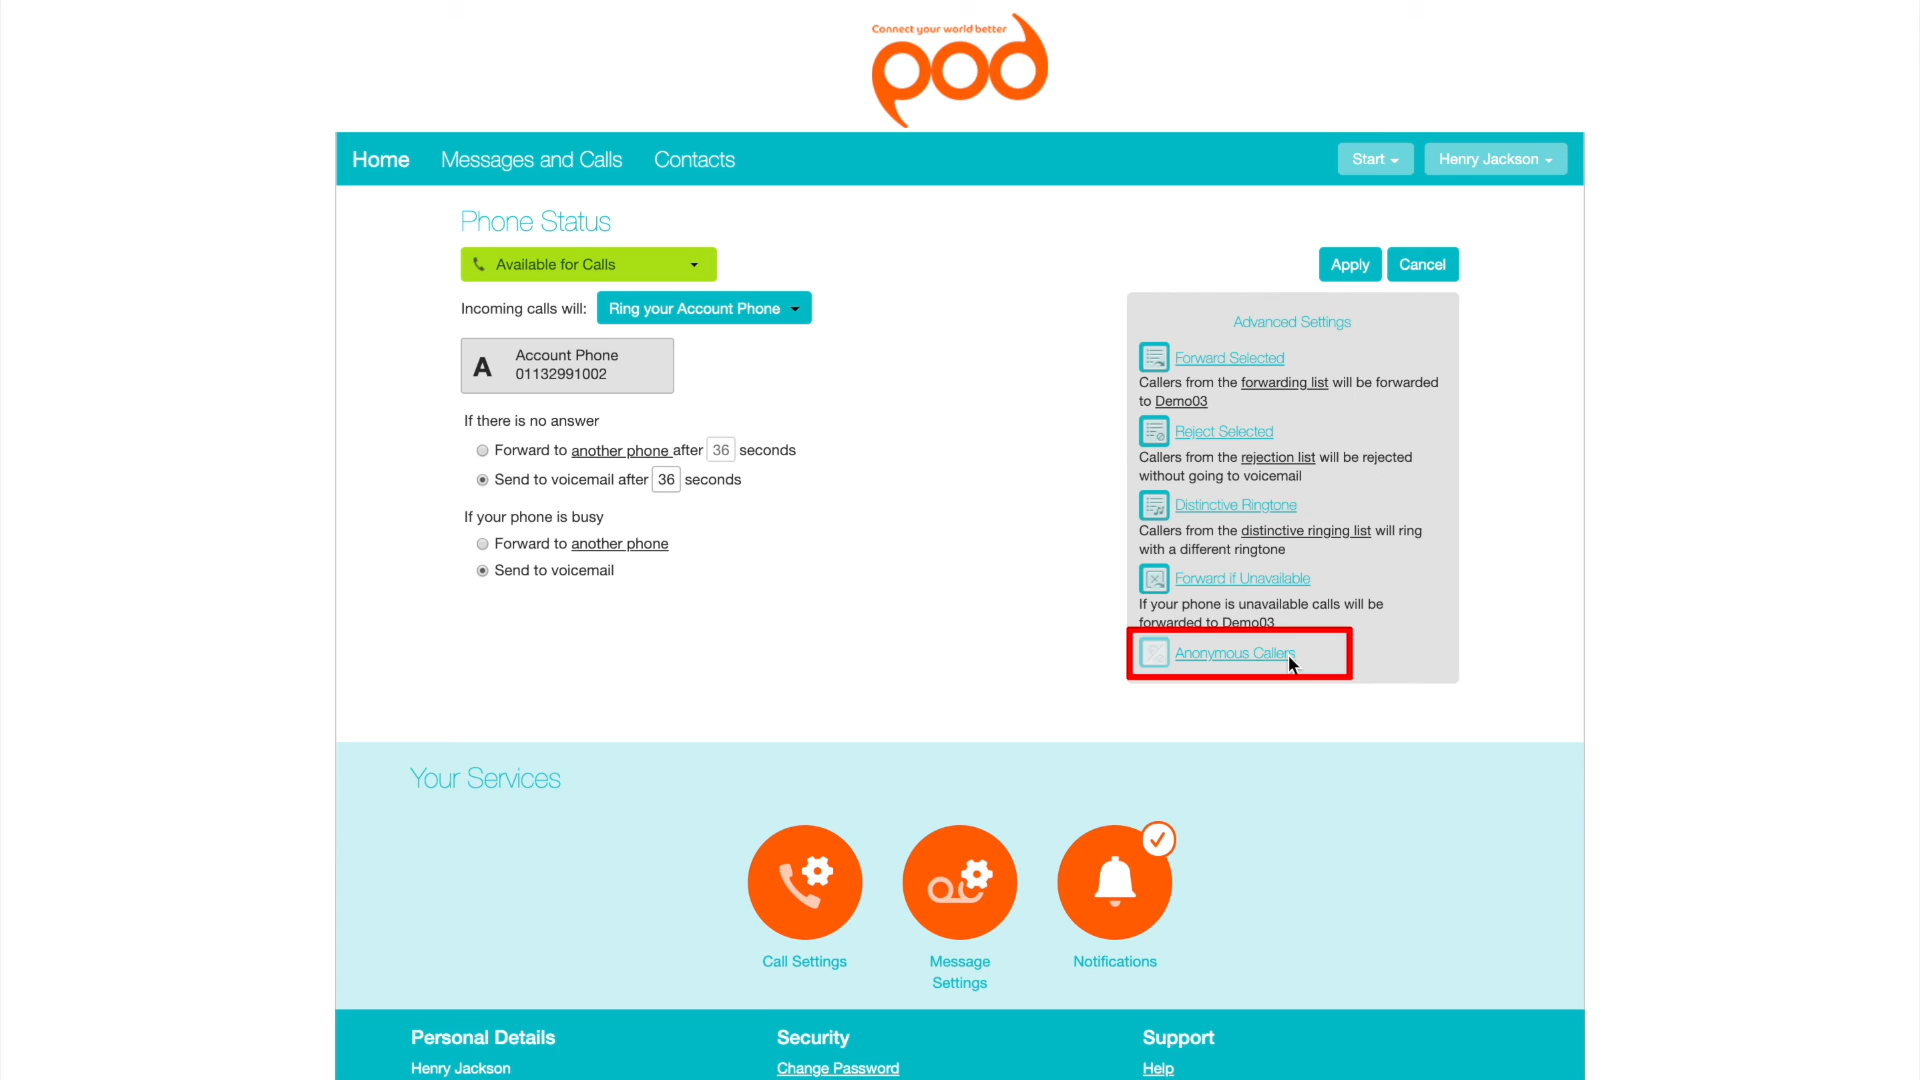 Connect your world better
pod
Home Messages and Calls Contacts Start Henry Jackson
Phone Status
Available for Calls
Apply Cancel
Incoming calls will: Ring your Account Phone
A
Account Phone
01132991002
If there is no answer
Forward to another phone after 36 seconds
Send to voicemail after 36 seconds
If your phone is busy
Forward to another phone
Send to voicemail
Advanced Settings
Forward Selected
Callers from the forwarding list will be forwarded
to Demo03
Reject Selected
Callers from the rejection list will be rejected
without going to voicemail
Distinctive Ringtone
Callers from the distinctive ringing list will ring
with a different ringtone
Forward if Unavailable
If your phone is unavailable calls will be
forwarded to Demo03
Anonymous Callers
Your Services
Call Settings
Message
Settings
Notifications
Personal Details
Henry Jackson
Security
Change Password
Support
Help